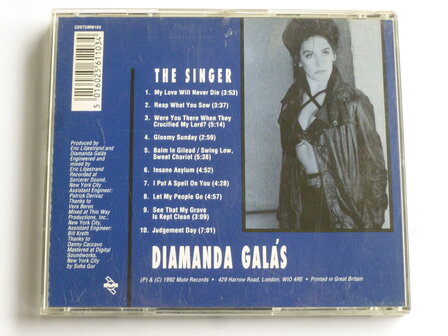 CDSTUMM103
5 016025 611034
THE SINGER
1. My Love Will Never Die (3:53)
2. Reap What You Sow (3:37)
3. Were You There When They
Crucified My Lord? (5:14)
4. Gloomy Sunday (2:59)
5. Balm in Gilead / Swing Low,
Sweet Chariot (5:38)
6. Insane Asylum (4:52)
7. I Put A Spell On You (4:28)
8. Let My People Go (4:57)
9. See That My Grave
Is Kept Clean (3:09)
10. Judgement Day (7:01)
DIAMANDA GALÁS
Produced by
Eric Liljestrand and
Diamanda Galás
Engineered and
mixed by
Eric Liljestrand
Recorded at
Sorcerer Sound,
New York City
Assistant Engineer:
Patrick Derivaz
Thanks to
Vera Beren
Mixed at This Way
Productions, Inc.,
New York City,
Assistant Engineer:
Bill Krath
Thanks to
Danny Caccavo
Mastered at Digital
Soundworks,
New York City
by Suha Gur
(P) & (C) 1992 Mute Records • 429 Harrow Road, London, W10 4RE • Printed in Great Britain